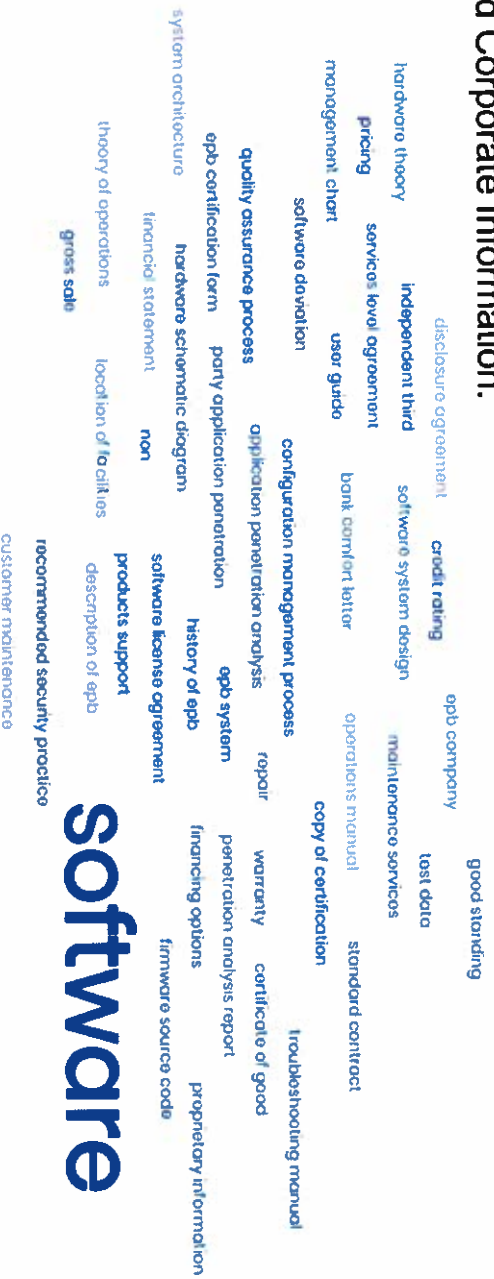 a Corporate Information.
good standing
epb company
test data
disclosure agreement
credit rating
maintenance services
hardware theory
independent third
software system design
operations manual
standard contract
pricing
services level agreement
bank comfort letter
copy of certification
management chart
user guide
configuration management process
troubleshooting manual
software deviation
application penetration analysis
repair
warranty
certificate of good
quality assurance process
party application penetration
epb system
penetration analysis report
epb certification form
history of epb
financing options
proprietary information
system architecture
hardware schematic diagram
software license agreement
firmware source code
financial statement
non
products support
theory of operations
location of facilities
description of epb
software
gross sale
recommended security practice
customer maintenance